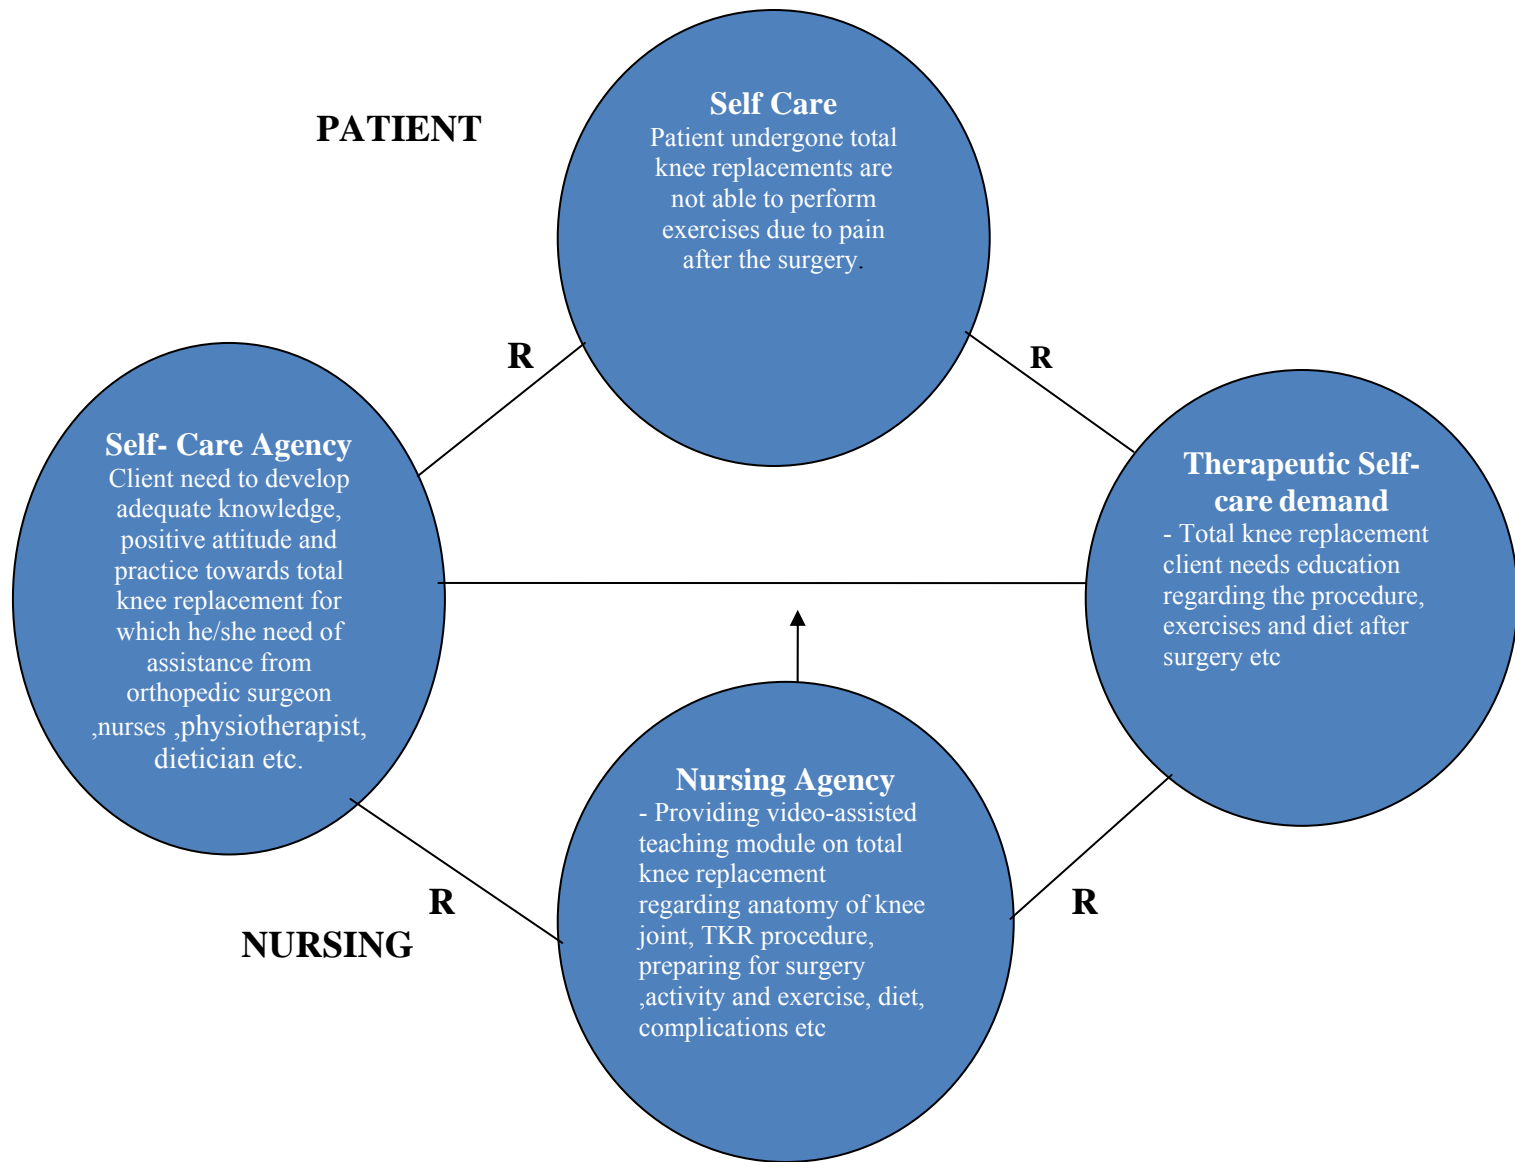 PATIENT
Self Care
Patient undergone total
knee replacements are
not able to perform
exercises due to pain
after the surgery.
R
R
Self- Care Agency
Client need to develop
adequate knowledge,
positive attitude and
practice towards total
knee replacement for
which he/she need of
assistance from
orthopedic surgeon
,nurses ,physiotherapist,
dietician etc.
Therapeutic Self-
care demand
- Total knee replacement
client needs education
regarding the procedure,
exercises and diet after
surgery etc
Nursing Agency
- Providing video-assisted
teaching module on total
knee replacement
regarding anatomy of knee
joint, TKR procedure,
preparing for surgery
,activity and exercise, diet,
complications etc
R
R
NURSING